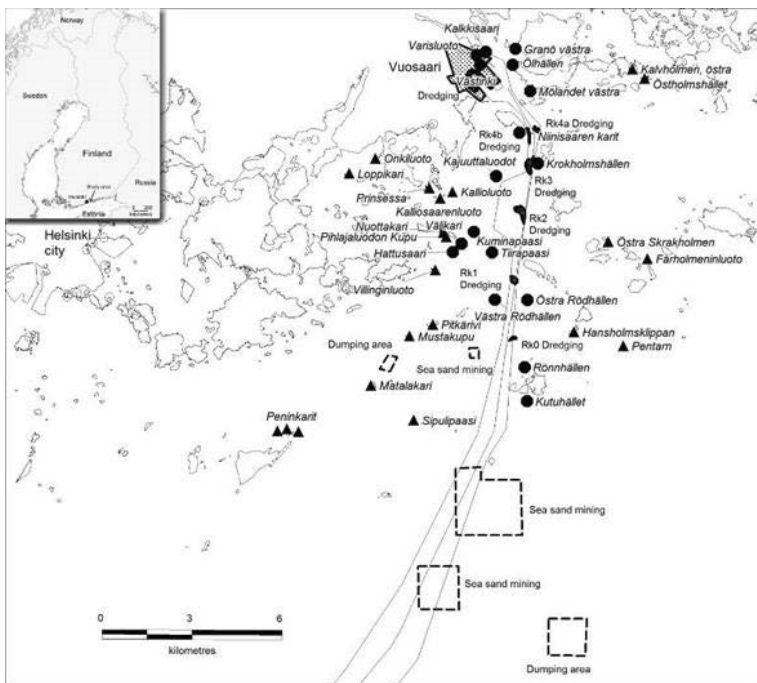 Norway
Sweden
Finland
Russia
Estonia
kilometres
Helsinki
city
Kalkkisaari
Varisluoto
Vuosaari
Västinki
Dredging
Granö västra
Ölhällen
Kalvholmen, östra
Östholmshället
Mölandet västra
Rk4a Dredging
Rk4b
Dredging
Niinisaaren karit
Onkiluoto
Loppikari
Kajuuttaluodot
Krokholmshällen
Rk3
Dredging
Prinsessa
Kallioluoto
Kalliosaarenluoto
Rk2
Dredging
Nuottakari
Välikari
Pihlajaluodon Kupu
Kuminapaasi
Hattusaari
Tiirapaasi
Östra Skrakholmen
Farholmeninluoto
Villinginluoto
Rk1
Dredging
Östra Rödhällen
Västra Rödhällen
Pitkärivi
Mustakupu
Hansholmsklippan
Pentarn
Rk0 Dredging
Dumping area
Sea sand mining
Rönnhällen
Matalakari
Kutuhället
Peninkarit
Sipulipaasi
Sea sand mining
Sea sand mining
0 3 6
kilometres
Dumping area